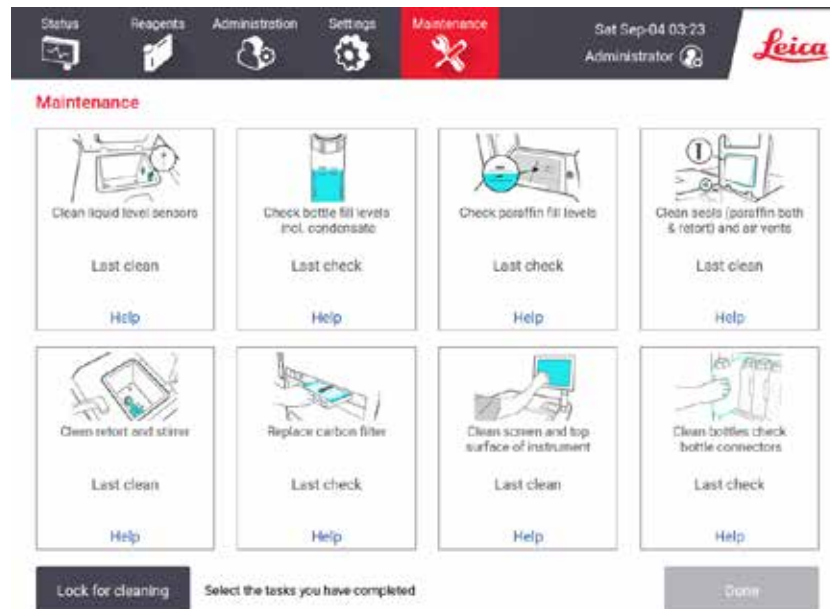 Status Reagents Administration Settings Maintenance Sat Sep-04 03:23
Administrator
Leica
Maintenance
Clean liquid level sensors
Last clean
Help
Check bottle fill levels
incl. condensate
Last check
Help
Check paraffin fill levels
Last check
Help
1
Clean seals (paraffin bath
& retort) and air vents
Last clean
Help
Clean retort and stirrer
Last clean
Help
Replace carbon filter
Last check
Help
Clean screen and top
surface of instrument
Last clean
Help
Clean bottles check
bottle connectors
Last check
Help
Lock for cleaning Select the tasks you have completed Done